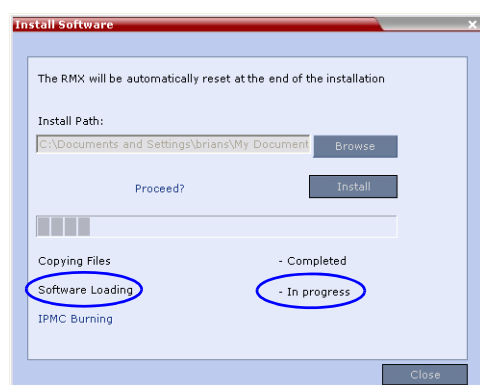 Install Software
The RMX will be automatically reset at the end of the installation
Install Path:
C:\Documents and Settings\brians\My Document Browse
Proceed? Install
Copying Files - Completed
Software Loading - In progress
IPMC Burning
Close